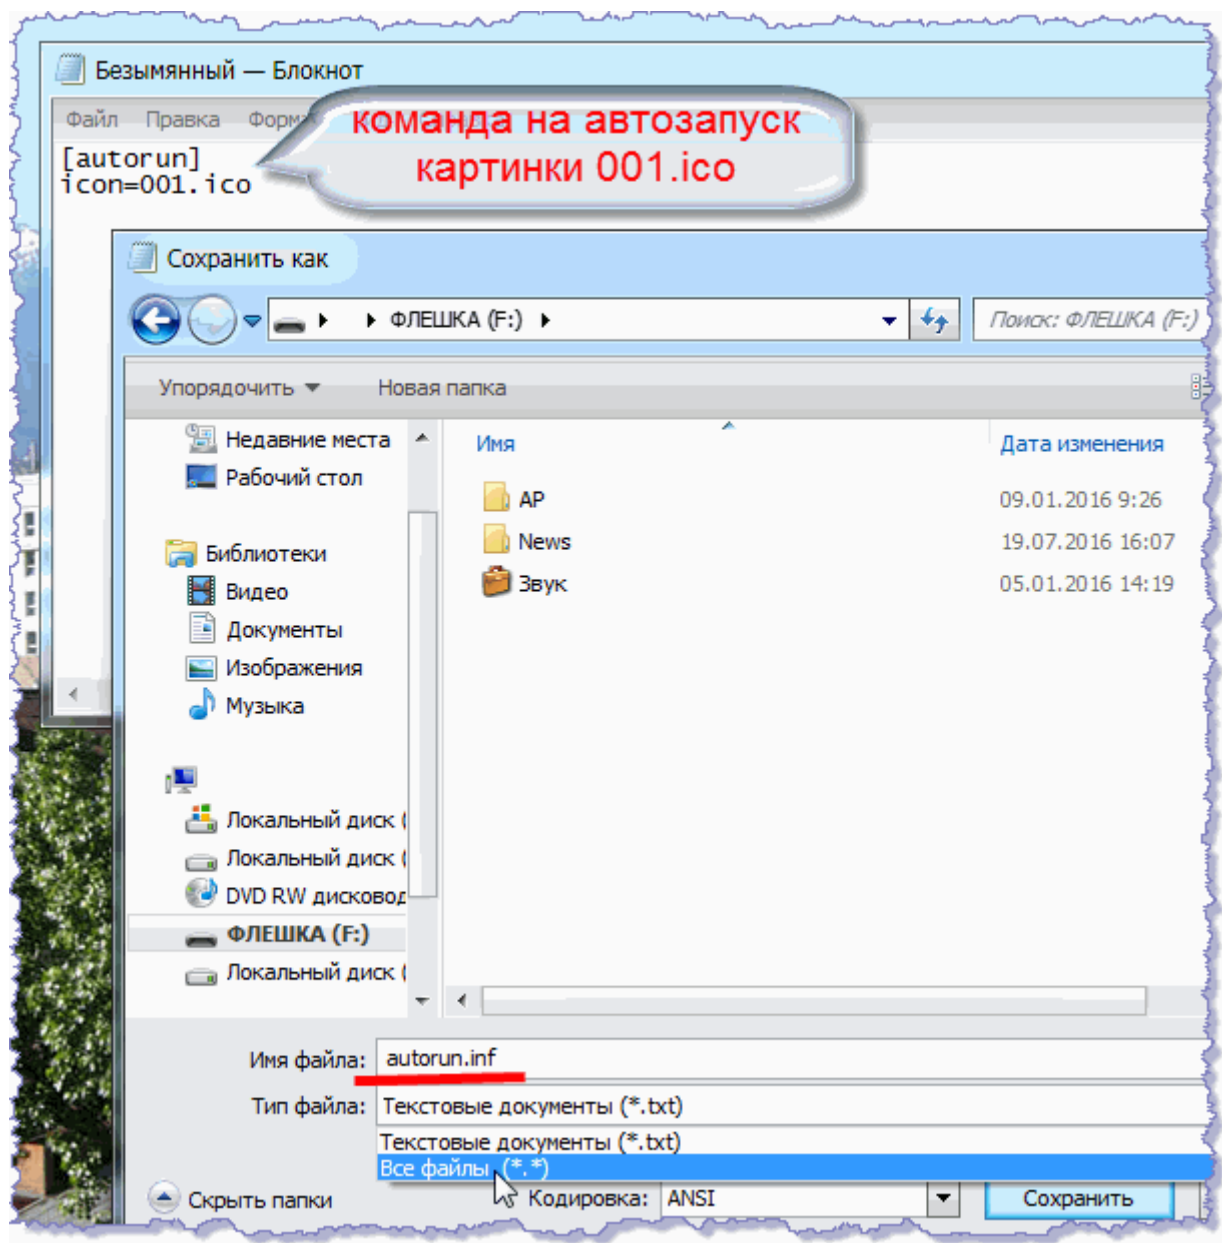 Безымянный — Блокнот
Файл Правка
команда на автозапуск
картинки 001.ico
[autorun]
icon=001.ico
Сохранить как
ФЛЕШКА (F:)
Поиск: ФЛЕШКА (F:)
Упорядочить Новая папка
Недавние места
Рабочий стол
Библиотеки
Видео
Документы
Изображения
Музыка
Локальный диск (
Локальный диск (
DVD RW дисковод
ФЛЕШКА (F:)
Локальный диск (
Имя Дата изменения
AP 09.01.2016 9:26
News 19.07.2016 16:07
Звук 05.01.2016 14:19
Имя файла: autorun.inf
Тип файла: Текстовые документы (*.txt)
Текстовые документы (*.txt)
Все файлы (*.*)
Скрыть папки Кодировка: ANSI Сохранить